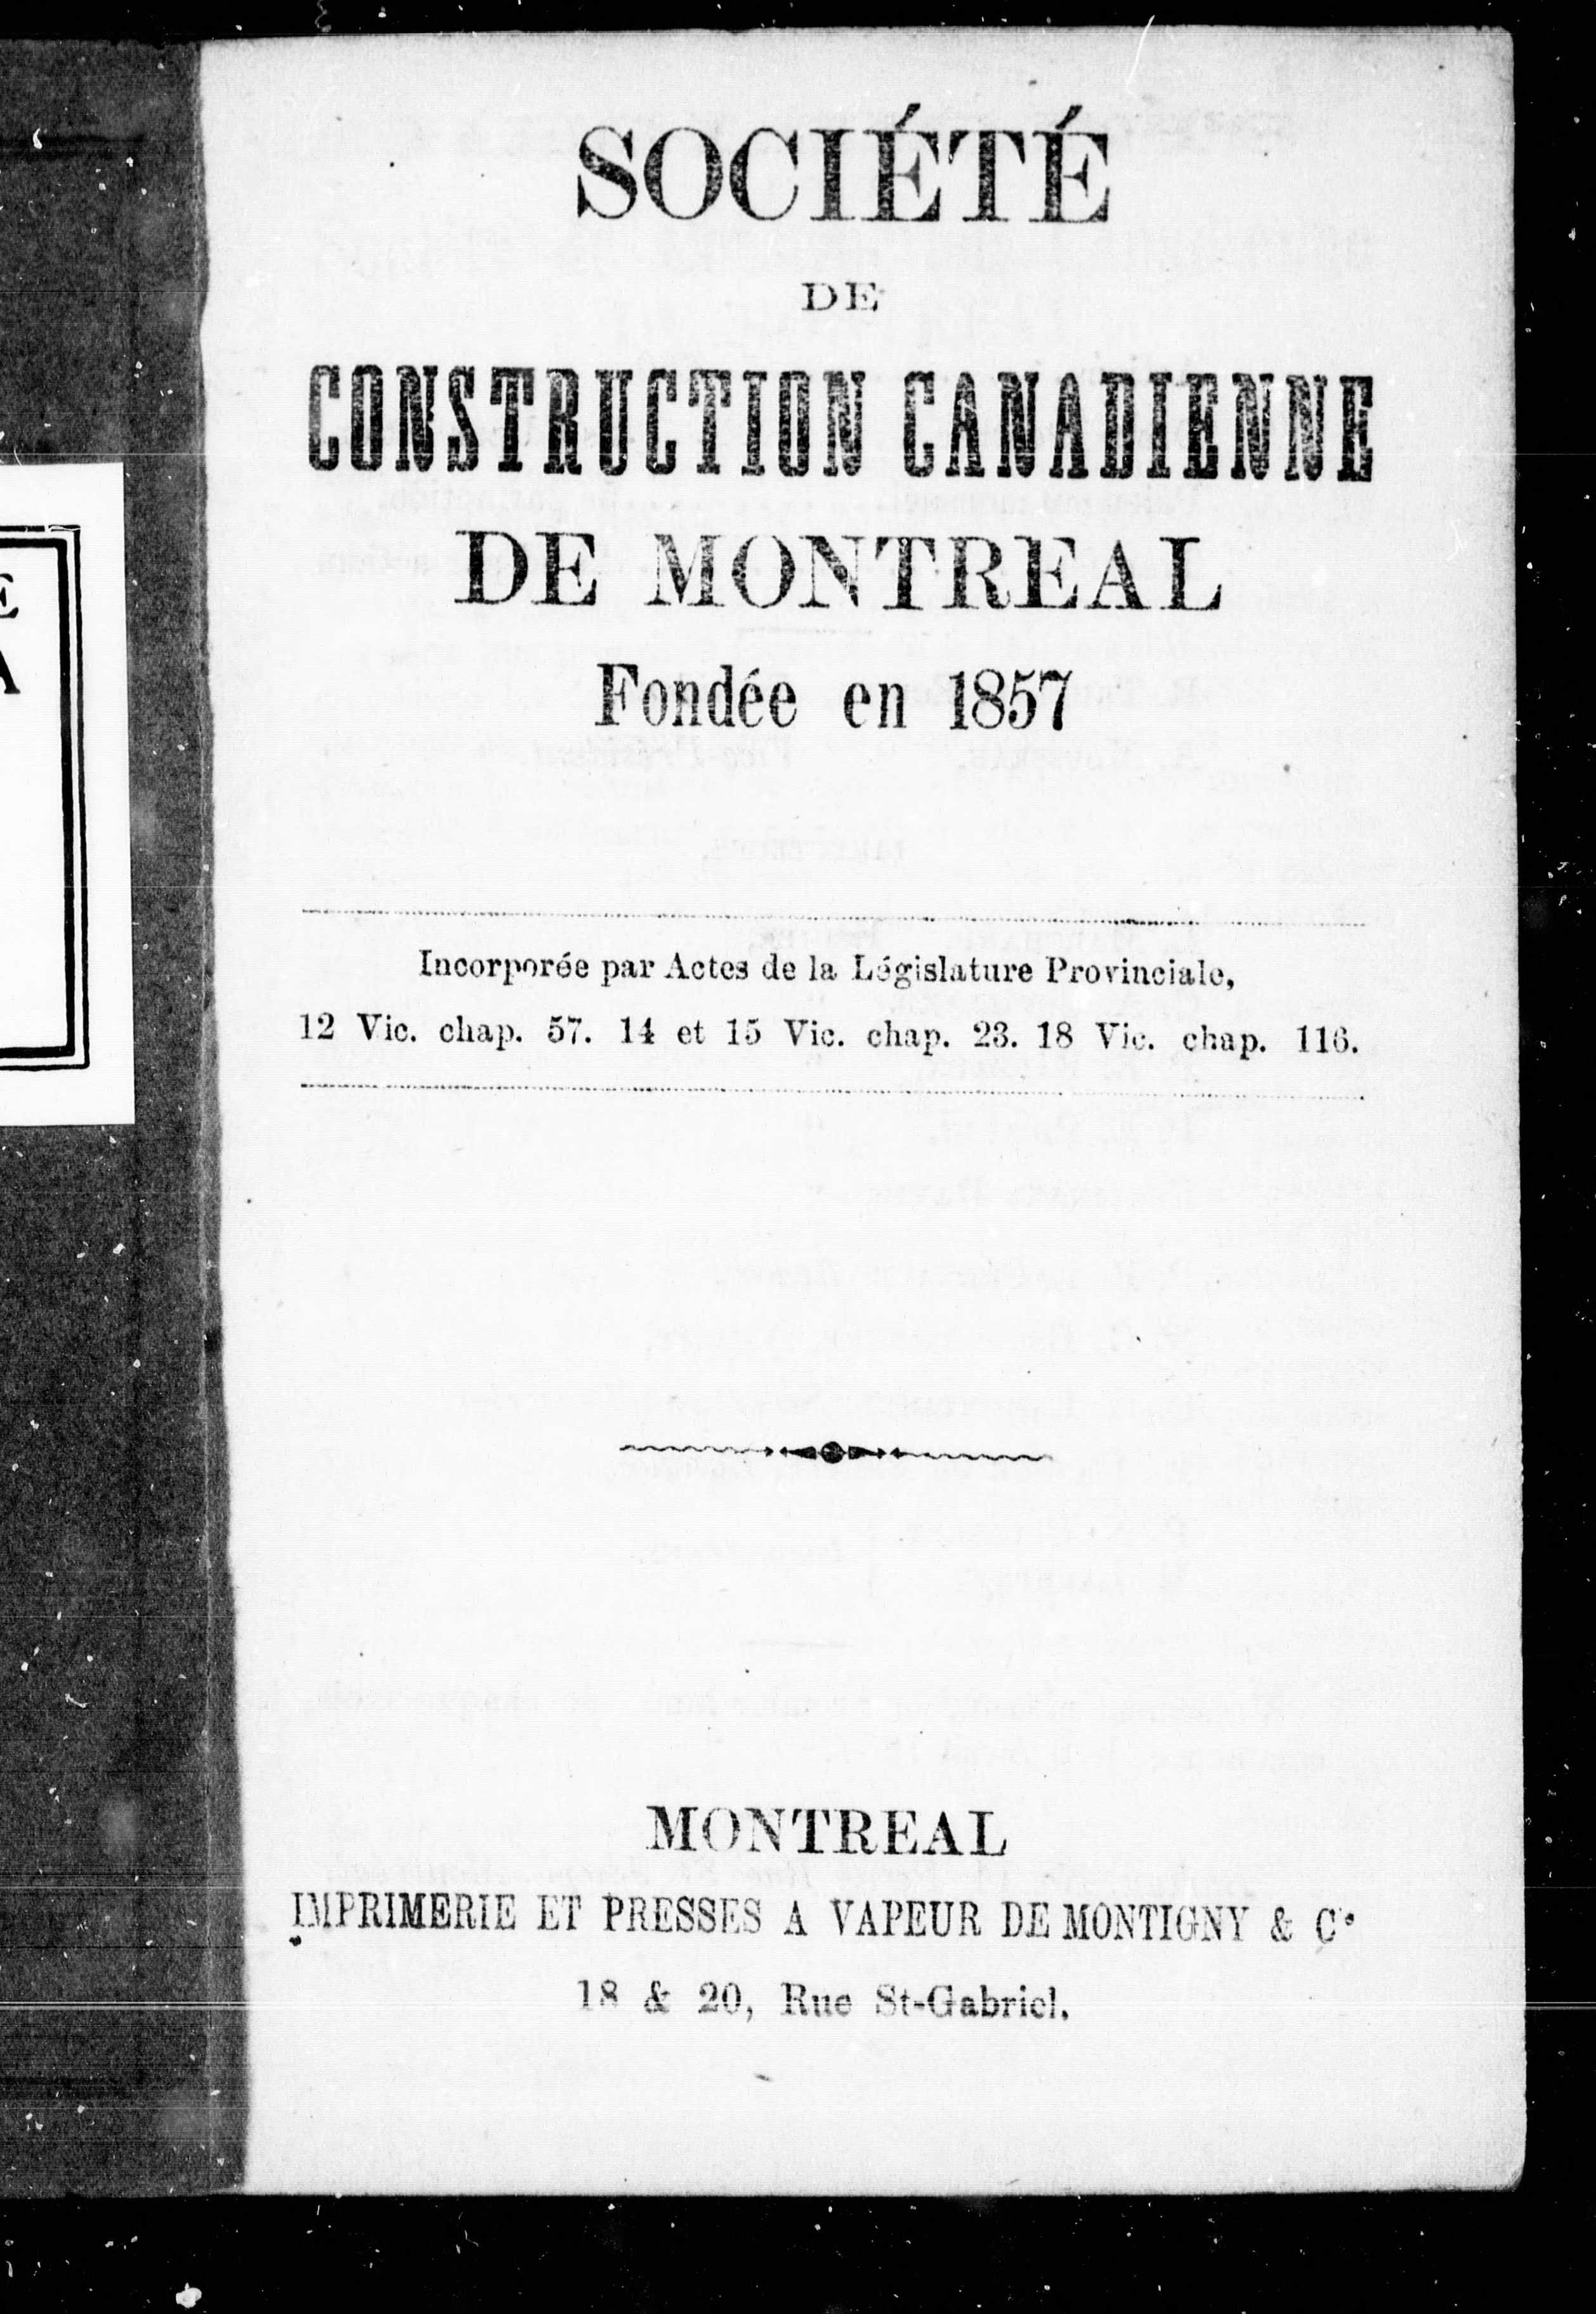 SOCIÉTÉ
DE
CONSTRUCTION CANADIENNE
DE MONTREAL
Fondée en 1857
Incorporée par Actes de la Législature Provinciale,
12 Vic. chap. 57. 14 et 15 Vic. chap. 23. 18 Vic. chap. 116.
MONTREAL
IMPRIMERIE ET PRESSES A VAPEUR DE MONTIGNY & Cie
18 & 20, Rue St-Gabriel.